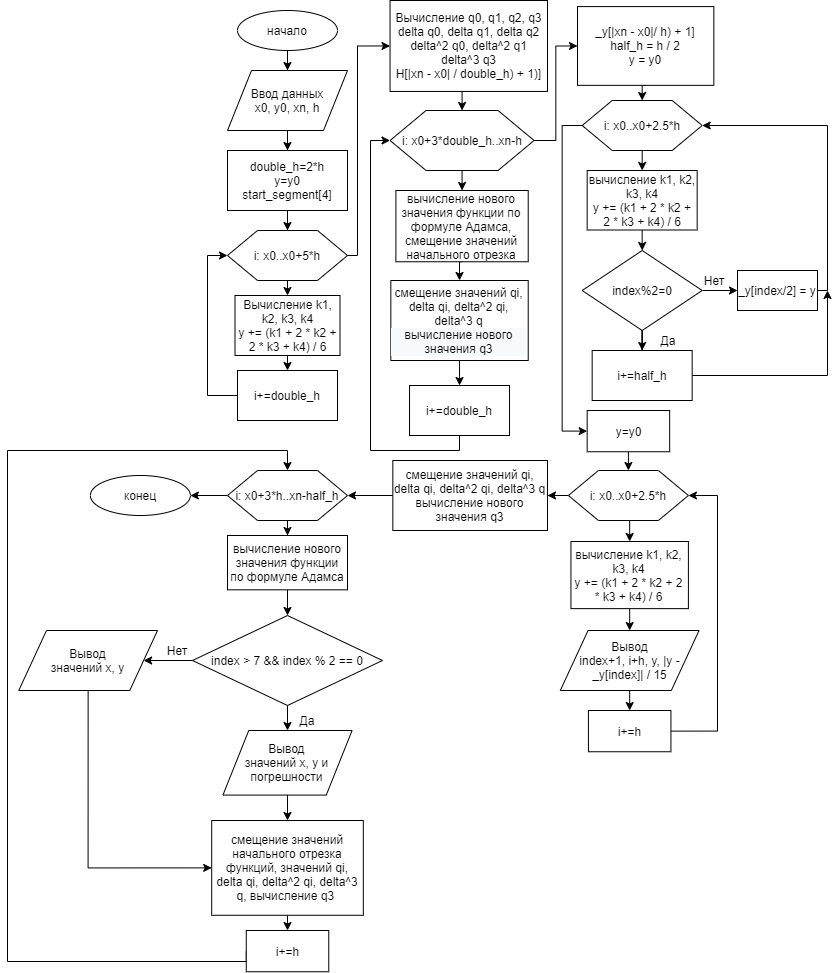 начало
Ввод данных
x0, y0, xn, h
double_h=2*h
y=y0
start_segment[4]
i: x0..x0+5*h
Вычисление k1,
k2, k3, k4
y += (k1 + 2 * k2 +
2 * k3 + k4) / 6
i+=double_h
Вычисление q0, q1, q2, q3
delta q0, delta q1, delta q2
delta^2 q0, delta^2 q1
delta^3 q3
H[|xn - x0| / double_h) + 1)]
i: x0+3*double_h..xn-h
вычисление нового
значения функции по
формуле Адамса,
смещение значений
начального отрезка
смещение значений qi,
delta qi, delta^2 qi,
delta^3 q
вычисление нового
значения q3
i+=double_h
_y[(|xn - x0|/ h) + 1]
half_h = h / 2
y = y0
i: x0..x0+2.5*h
вычисление k1, k2,
k3, k4
y += (k1 + 2 * k2 +
2 * k3 + k4) / 6
index%2=0
Нет
_y[index/2] = y
Да
i+=half_h
y=y0
i: x0..x0+2.5*h
вычисление k1, k2,
k3, k4
y += (k1 + 2 * k2 + 2
* k3 + k4) / 6
Вывод
index+1, i+h, y, |y -
_y[index]| / 15
i+=h
смещение значений qi,
delta qi, delta^2 qi, delta^3 q
вычисление нового
значения q3
i: x0+3*h..xn-half_h
конец
вычисление нового
значения функции
по формуле Адамса
index > 7 && index % 2 == 0
Нет
Вывод
значений x, y
Да
Вывод
значений x, y и
погрешности
смещение значений
начального отрезка
функций, значений qi,
delta qi, delta^2 qi, delta^3
q, вычисление q3
i+=h